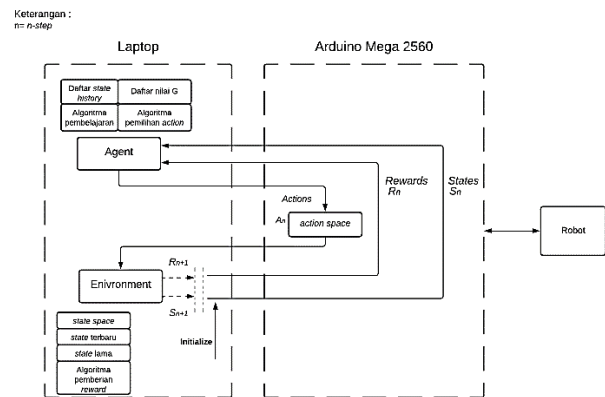 Keterangan :
n= n-step
Laptop
Arduino Mega 2560
Daftar state
history
Daftar nilai G
Algoritma
pembelajaran
Algoritma
pemilihan action
Agent
Actions
An
action space
Rewards
Rn
States
Sn
Robot
Rn+1
Enivronment
Sn+1
Initialize
state space
state terbaru
state lama
Algoritma
pemberian
reward